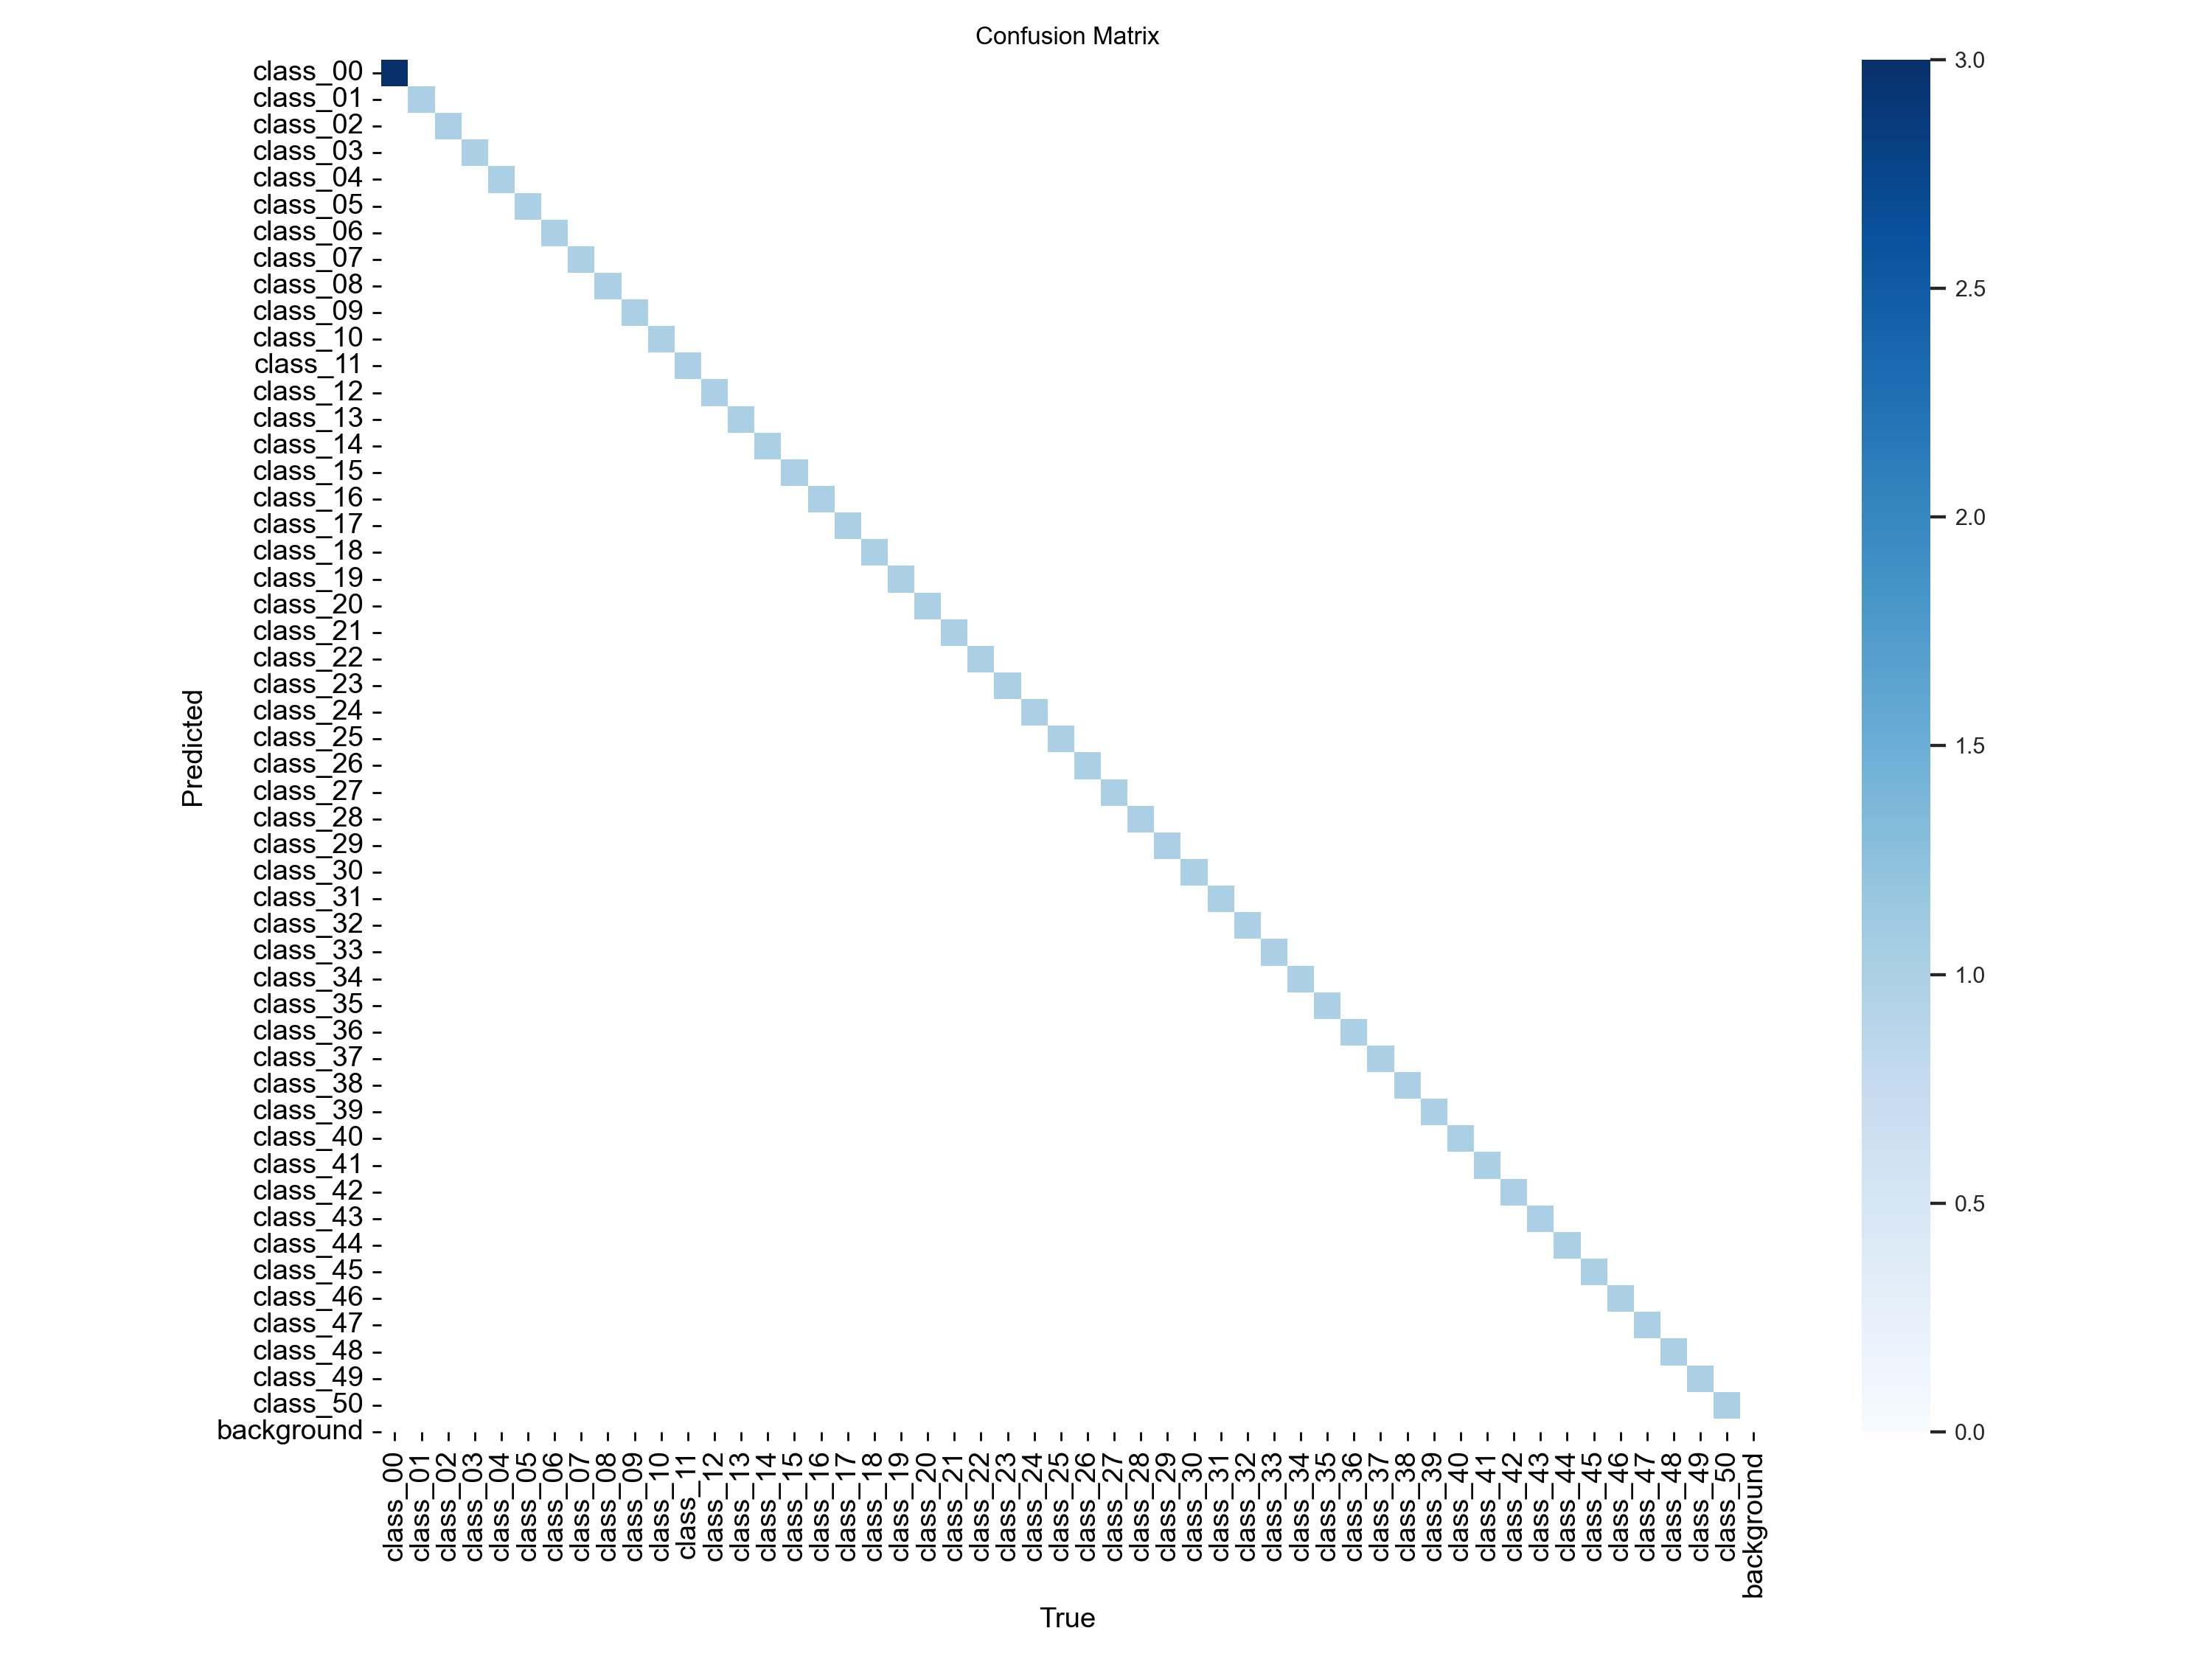 Confusion Matrix
class_00
class_01
class_02
class_03
class_04
class_05
class_06
class_07
class_08
class_09
class_10
class_11
class_12
class_13
class_14
class_15
class_16
class_17
class_18
class_19
class_20
class_21
class_22
class_23
class_24
class_25
class_26
class_27
class_28
class_29
class_30
class_31
class_32
class_33
class_34
class_35
class_36
class_37
class_38
class_39
class_40
class_41
class_42
class_43
class_44
class_45
class_46
class_47
class_48
class_49
class_50
background
Predicted
class_00
class_01
class_02
class_03
class_04
class_05
class_06
class_07
class_08
class_09
class_10
class_11
class_12
class_13
class_14
class_15
class_16
class_17
class_18
class_19
class_20
class_21
class_22
class_23
class_24
class_25
class_26
class_27
class_28
class_29
class_30
class_31
class_32
class_33
class_34
class_35
class_36
class_37
class_38
class_39
class_40
class_41
class_42
class_43
class_44
class_45
class_46
class_47
class_48
class_49
class_50
background
True
3.0
2.5
2.0
1.5
1.0
0.5
0.0